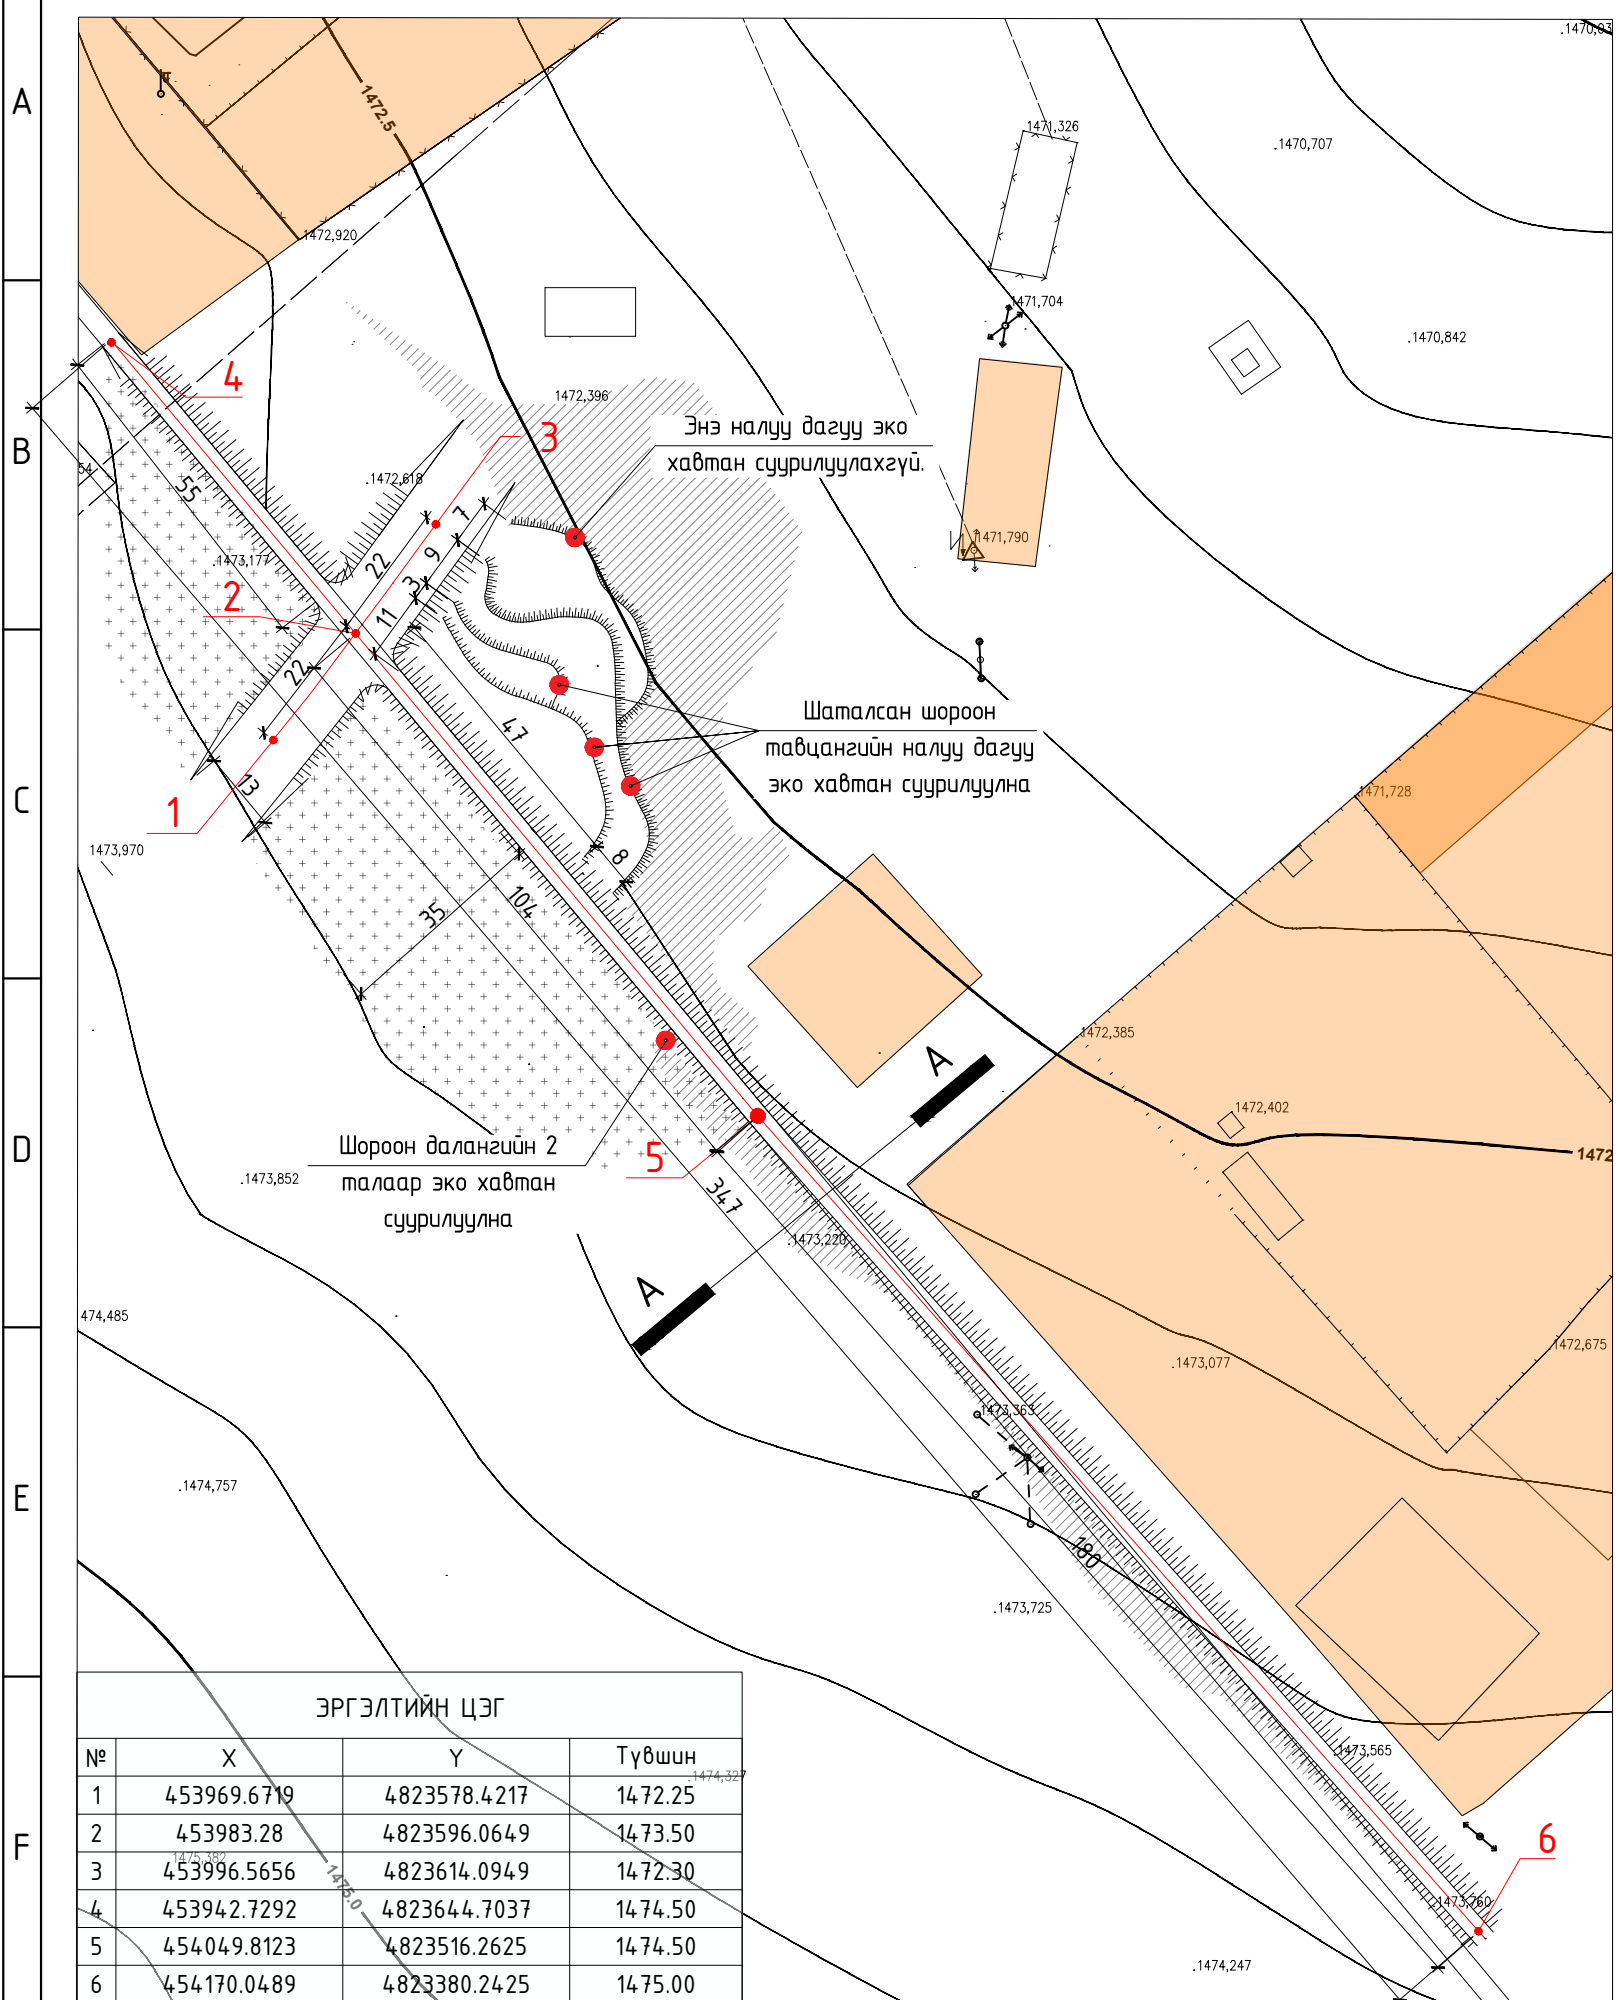 A
B
C
D
E
F
.1470,03
1472.5
.1471,326
.1470,707
1472,920
1471,704
.1470,842
4
1472,396
3
Энэ налуу дагуу эко
хавтан суурилуулахгүй.
54
55
.1472,618
7
1471,790
9
22
.1473,177
3
2
11
22
47
Шаталсан шороон
тавцангийн налуу дагуу
эко хавтан суурилуулна
13
1
1471,728
1473,970
8
104
35
1472,385
A
1472,402
Шороон далангийн 2
талаар эко хавтан
суурилуулна
5
1472
.1473,852
347
.1473,220
A
474,485
1472,675
.1473,077
.1473,363
.1474,757
180
.1473,725
ЭРГЭЛТИЙН ЦЭГ
№ X Y Түвшин
.1474,327
1 453969.6719 4823578.4217 1472.25
2 453983.28 4823596.0649 1473.50
1475,382
3 453996.5656 4823614.0949 1472.30
1475.0
4 453942.7292 4823644.7037 1474.50
5 454049.8123 4823516.2625 1474.50
6 454170.0489 4823380.2425 1475.00
.1473,565
6
.1473,760
.1474,247